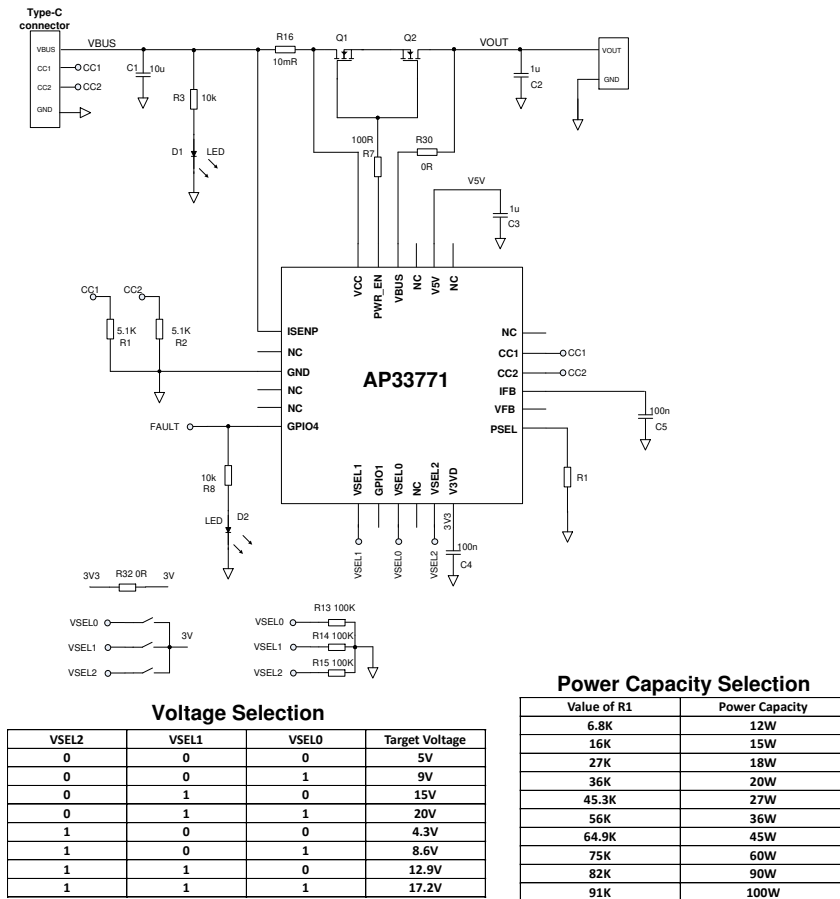 Type-C
connector
VBUS
CC1
CC2
GND
CC1
CC2
VBUS
C1
10u
R3
10k
D1
LED
R16
10mR
Q1
Q2
VOUT
1u
C2
VOUT
GND
100R
R7
R30
0R
V5V
1u
C3
VCC
PWR_EN
VBUS
NC
V5V
NC
CC1
CC2
5.1K
R1
5.1K
R2
ISENP
NC
GND
NC
NC
GPIO4
AP33771
NC
CC1
CC2
IFB
VFB
PSEL
CC1
CC2
100n
C5
R1
FAULT
10k
R8
LED
D2
VSEL1
GPIO1
VSEL0
NC
VSEL2
V3VD
VSEL1
VSEL0
VSEL2
3V3
100n
C4
3V3
R32 0R
3V
VSEL0
VSEL1
VSEL2
3V
VSEL0
VSEL1
VSEL2
R13 100K
R14 100K
R15 100K
Voltage Selection
VSEL2 VSEL1 VSEL0 Target Voltage
0 0 0 5V
0 0 1 9V
0 1 0 15V
0 1 1 20V
1 0 0 4.3V
1 0 1 8.6V
1 1 0 12.9V
1 1 1 17.2V
Power Capacity Selection
Value of R1 Power Capacity
6.8K 12W
16K 15W
27K 18W
36K 20W
45.3K 27W
56K 36W
64.9K 45W
75K 60W
82K 90W
91K 100W